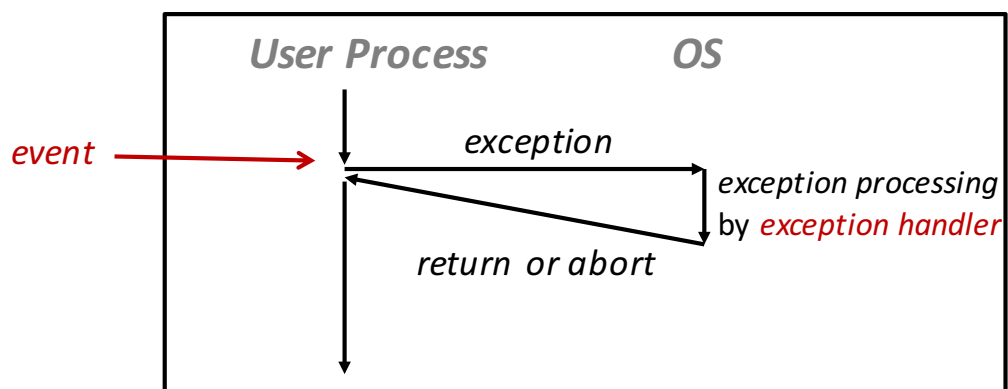 User Process
OS
event
exception
exception processing
by exception handler
return or abort